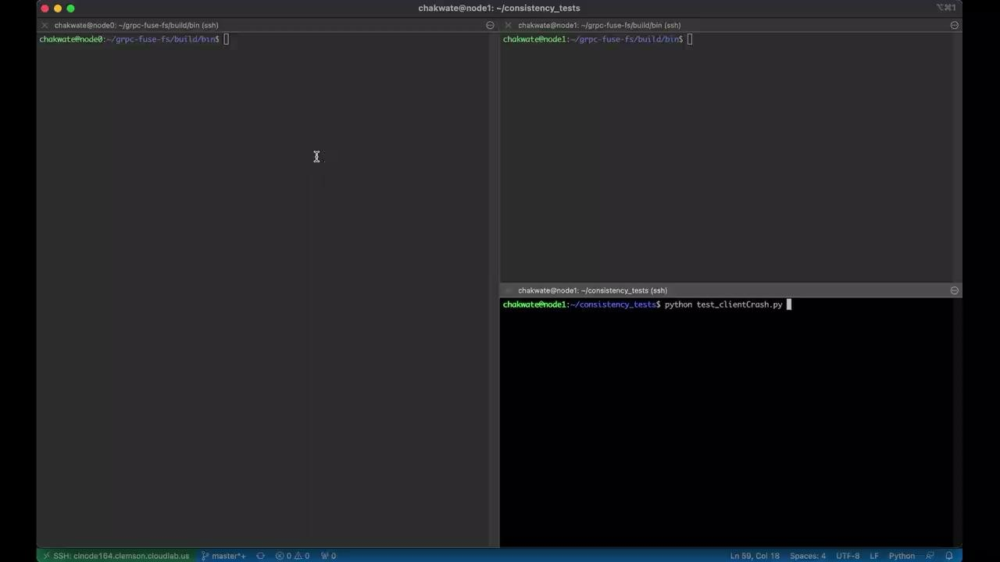 chakwate@node1: ~/consistency_tests
⌥⌘1
chakwate@node0: ~/grpc-fuse-fs/build/bin (ssh)
chakwate@node0:~/grpc-fuse-fs/build/bin$
chakwate@node1: ~/grpc-fuse-fs/build/bin (ssh)
chakwate@node1:~/grpc-fuse-fs/build/bin$
chakwate@node1: ~/consistency_tests (ssh)
chakwate@node1:~/consistency_tests$ python test_clientCrash.py
SSH: clnode164.clemson.cloudlab.us master*+ 0 0 0 Ln 59, Col 18 Spaces: 4 UTF-8 LF Python